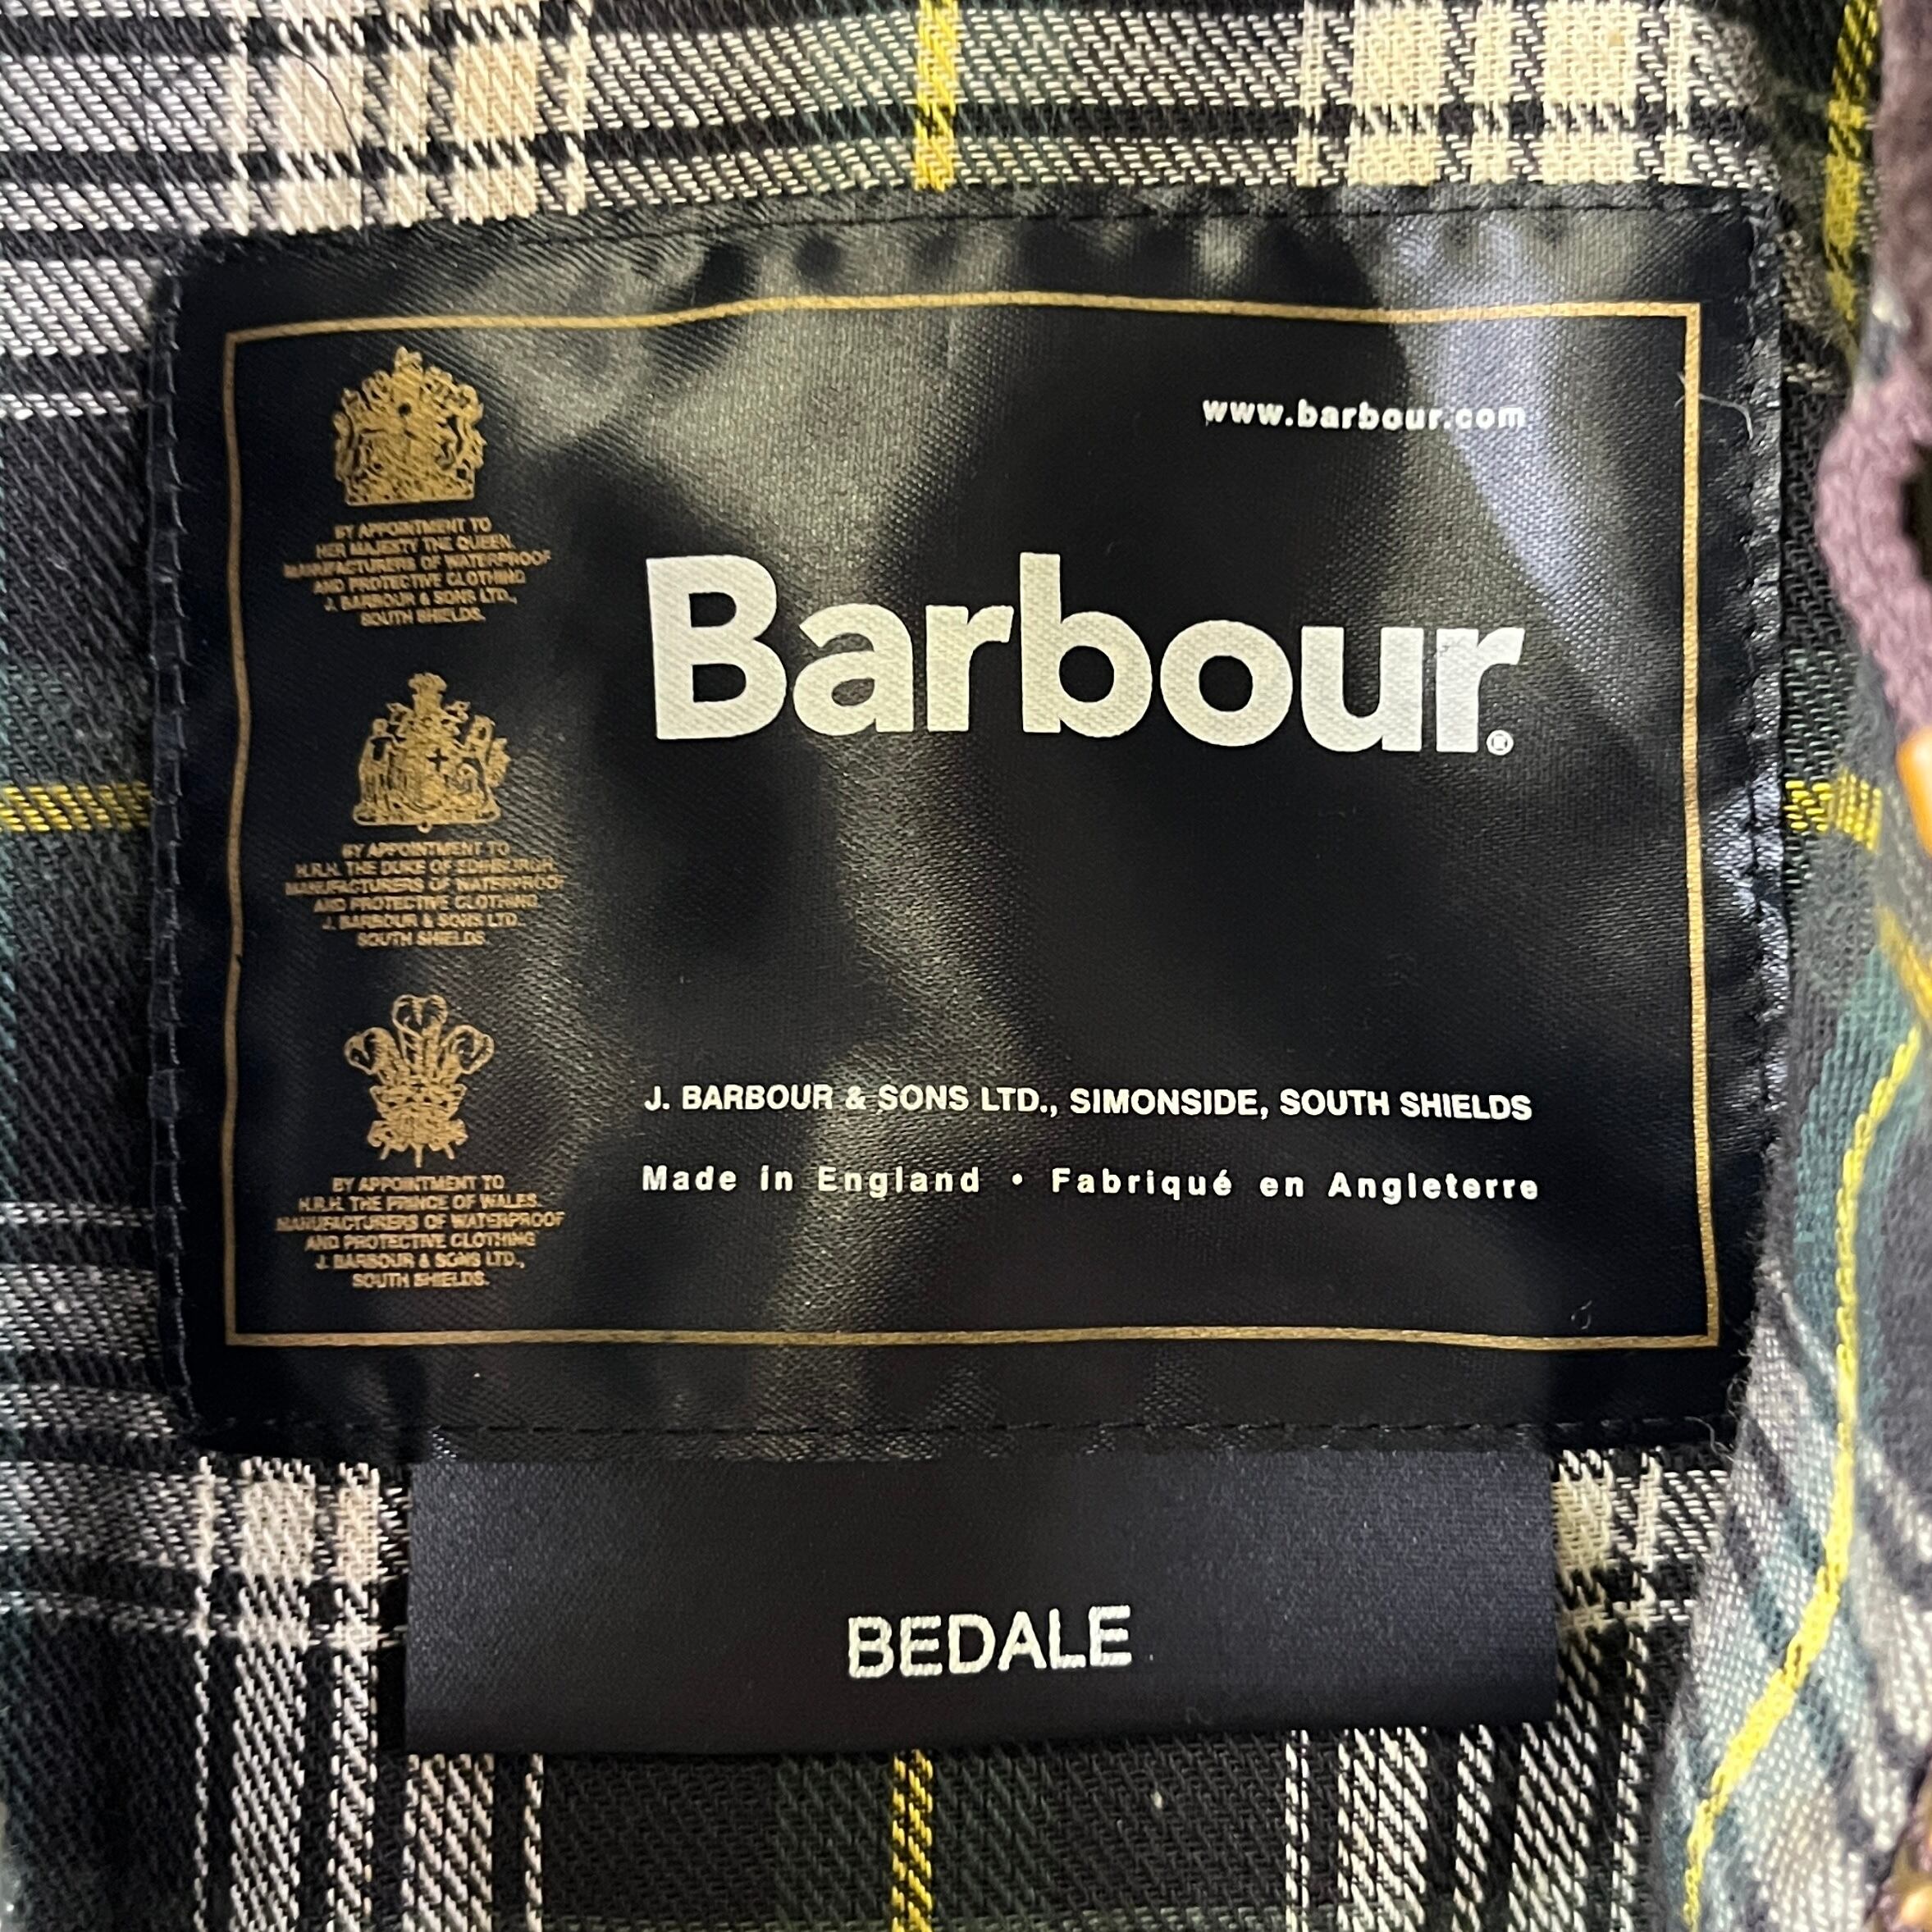 www.barbour.com
Barbour®
BY APPOINTMENT TO
HER MAJESTY THE QUEEN.
MANUFACTURERS OF WATERPROOF
AND PROTECTIVE CLOTHING
J. BARBOUR & SONS LTD.,
SOUTH SHIELDS.
BY APPOINTMENT TO
H.R.H. THE DUKE OF EDINBURGH.
MANUFACTURERS OF WATERPROOF
AND PROTECTIVE CLOTHING
J. BARBOUR & SONS LTD.
SOUTH SHIELDS
BY APPOINTMENT TO
H.R.H. THE PRINCE OF WALES.
MANUFACTURERS OF WATERPROOF
AND PROTECTIVE CLOTHING
J. BARBOUR & SONS LTD.,
SOUTH SHIELDS.
J. BARBOUR & SONS LTD., SIMONSIDE, SOUTH SHIELDS
Made in England • Fabriqué en Angleterre
BEDALE